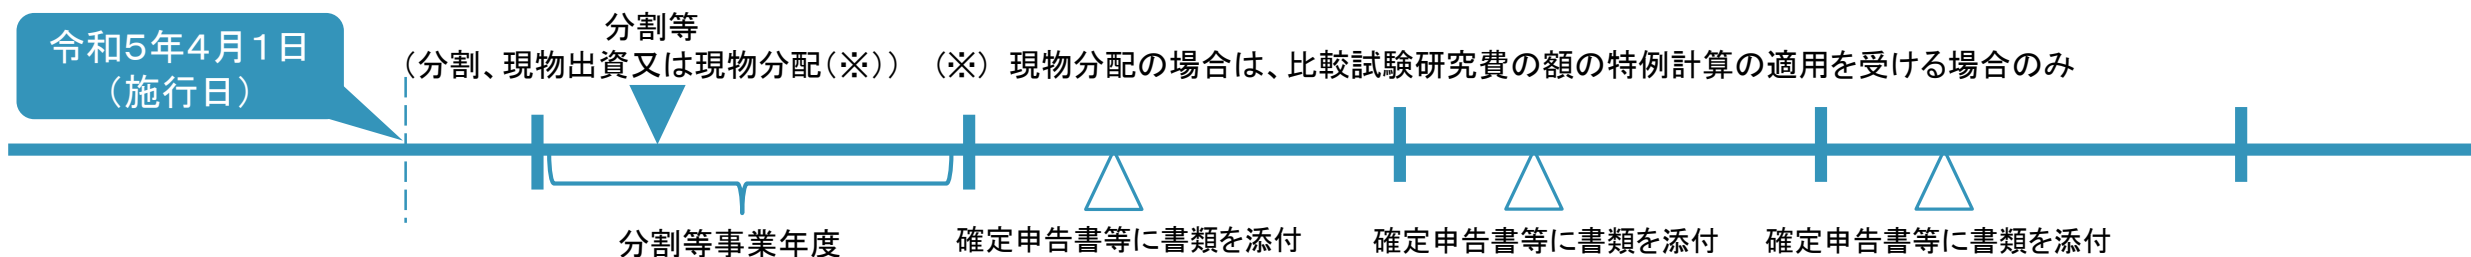 令和5年4月1日
(施行日)
分割等
(分割、現物出資又は現物分配(※))
(※) 現物分配の場合は、比較試験研究費の額の特例計算の適用を受ける場合のみ
分割等事業年度
確定申告書等に書類を添付
確定申告書等に書類を添付
確定申告書等に書類を添付